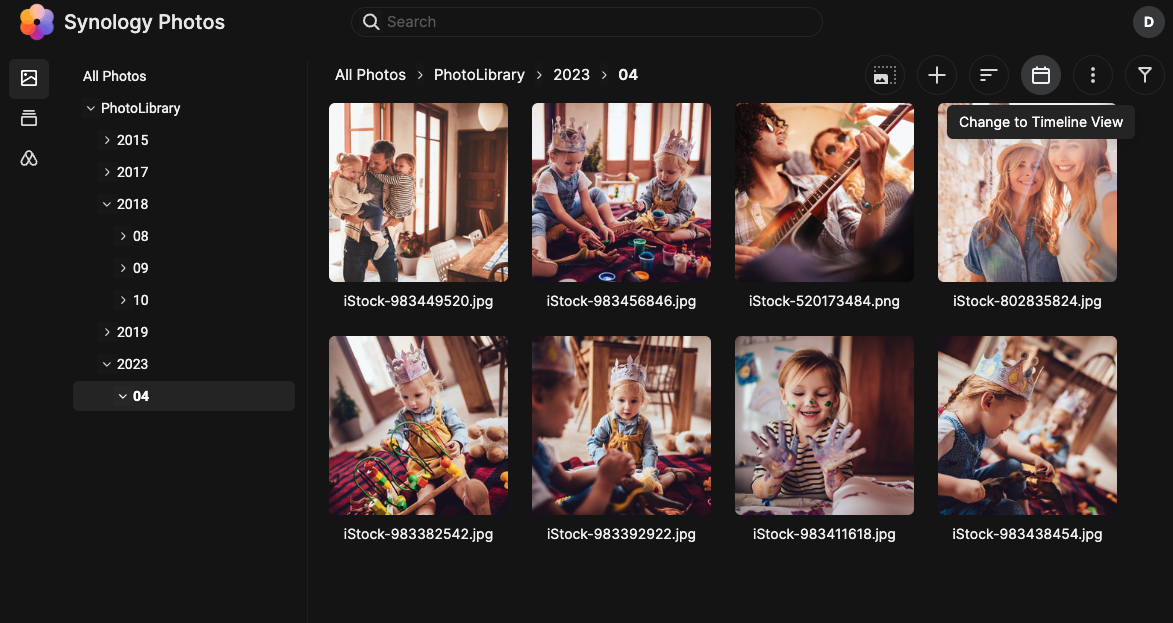 Synology Photos
Search
D
All Photos
PhotoLibrary
2015
2017
2018
08
09
10
2019
2023
04
All Photos > PhotoLibrary > 2023 > 04
Change to Timeline View
iStock-983449520.jpg
iStock-983456846.jpg
iStock-520173484.png
iStock-802835824.jpg
iStock-983382542.jpg
iStock-983392922.jpg
iStock-983411618.jpg
iStock-983438454.jpg